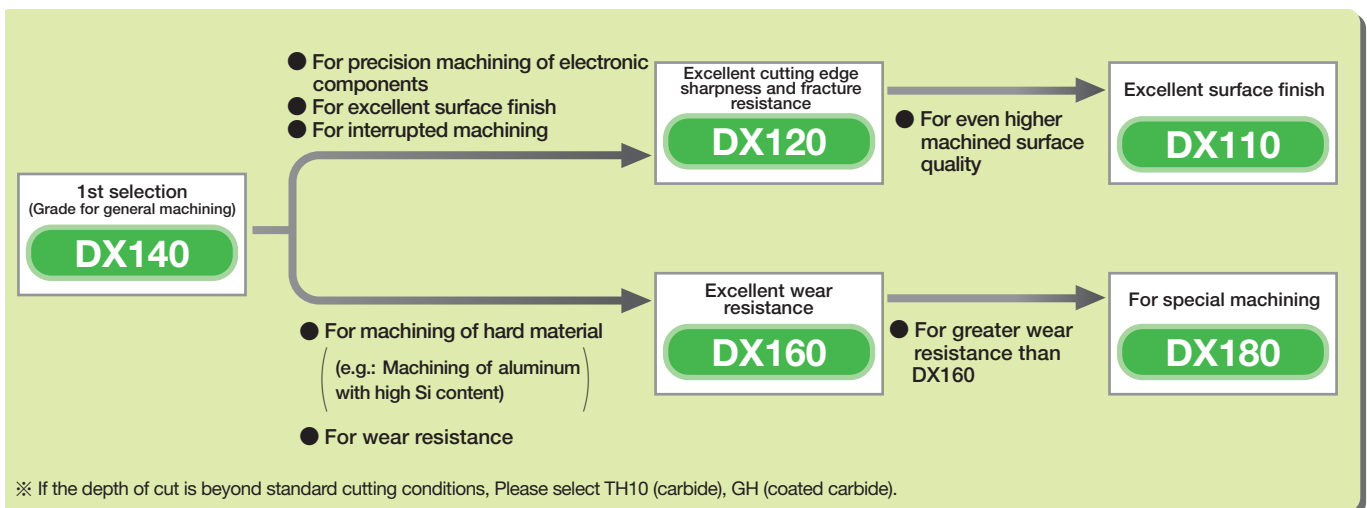 1st selection
(Grade for general machining)
DX140
● For precision machining of electronic
components
● For excellent surface finish
● For interrupted machining
Excellent cutting edge
sharpness and fracture
resistance
DX120
● For even higher
machined surface
quality
Excellent surface finish
DX110
● For machining of hard material
(e.g.: Machining of aluminum
with high Si content)
● For wear resistance
Excellent wear
resistance
DX160
● For greater wear
resistance than
DX160
For special machining
DX180
※ If the depth of cut is beyond standard cutting conditions, Please select TH10 (carbide), GH (coated carbide).